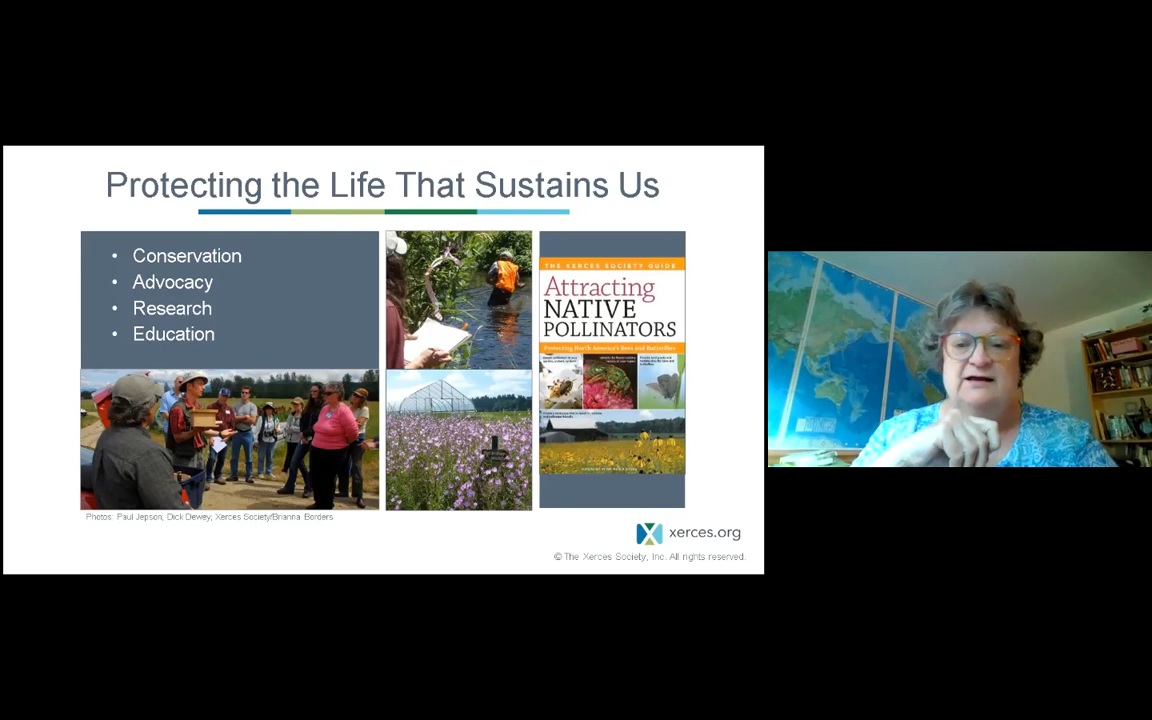 Protecting the Life That Sustains Us
• Conservation
• Advocacy
• Research
• Education
THE XERCES SOCIETY GUIDE
Attracting
NATIVE
POLLINATORS
Protecting North America's Bees and Butterflies
Photos: Paul Jepson, Dick Dewey, Xerces Society/Brianna Borders
xerces.org
© The Xerces Society, Inc. All rights reserved.